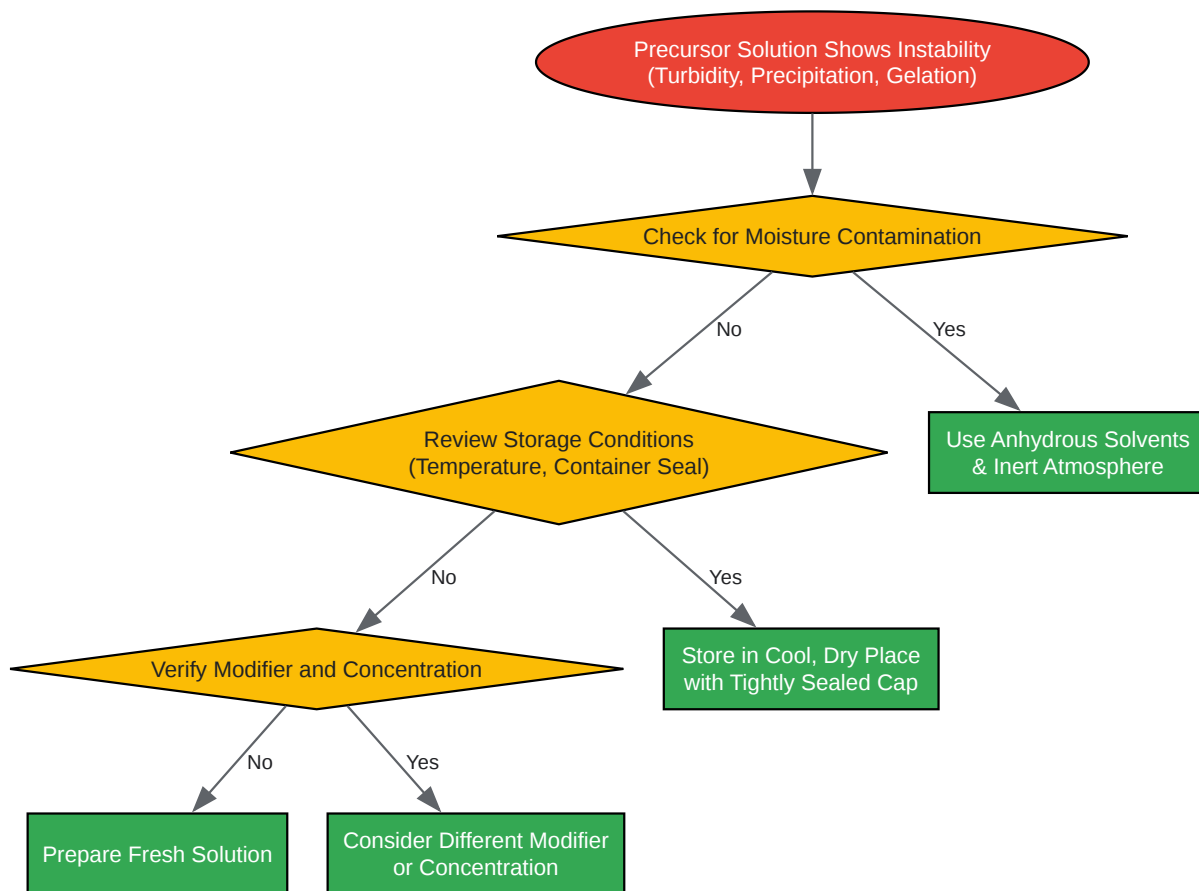 Precursor Solution Shows Instability
(Turbidity, Precipitation, Gelation)
Check for Moisture Contamination
No
Yes
Review Storage Conditions
(Temperature, Container Seal)
Use Anhydrous Solvents
& Inert Atmosphere
No
Yes
Verify Modifier and Concentration
Store in Cool, Dry Place
with Tightly Sealed Cap
No
Yes
Prepare Fresh Solution
Consider Different Modifier
or Concentration